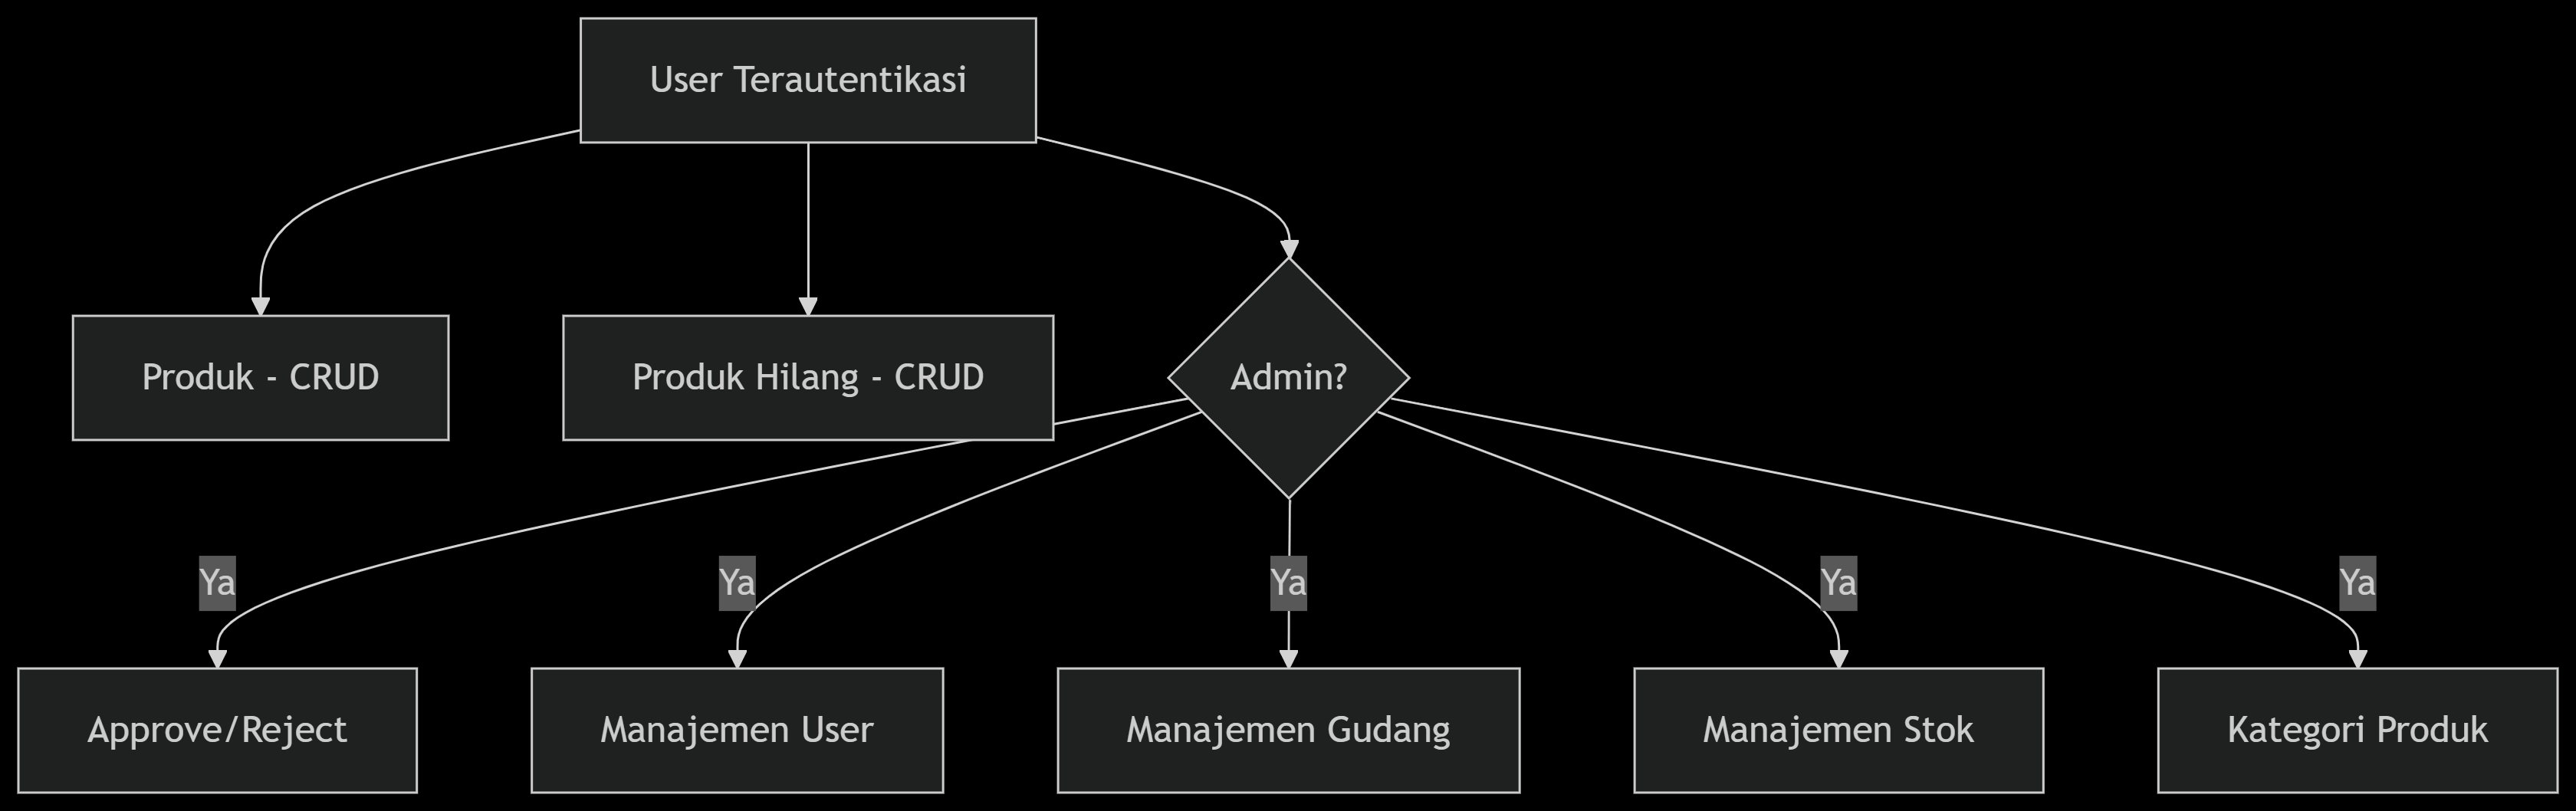 User Terautentikasi
Produk - CRUD
Produk Hilang - CRUD
Admin?
Ya
Ya
Ya
Ya
Ya
Approve/Reject
Manajemen User
Manajemen Gudang
Manajemen Stok
Kategori Produk